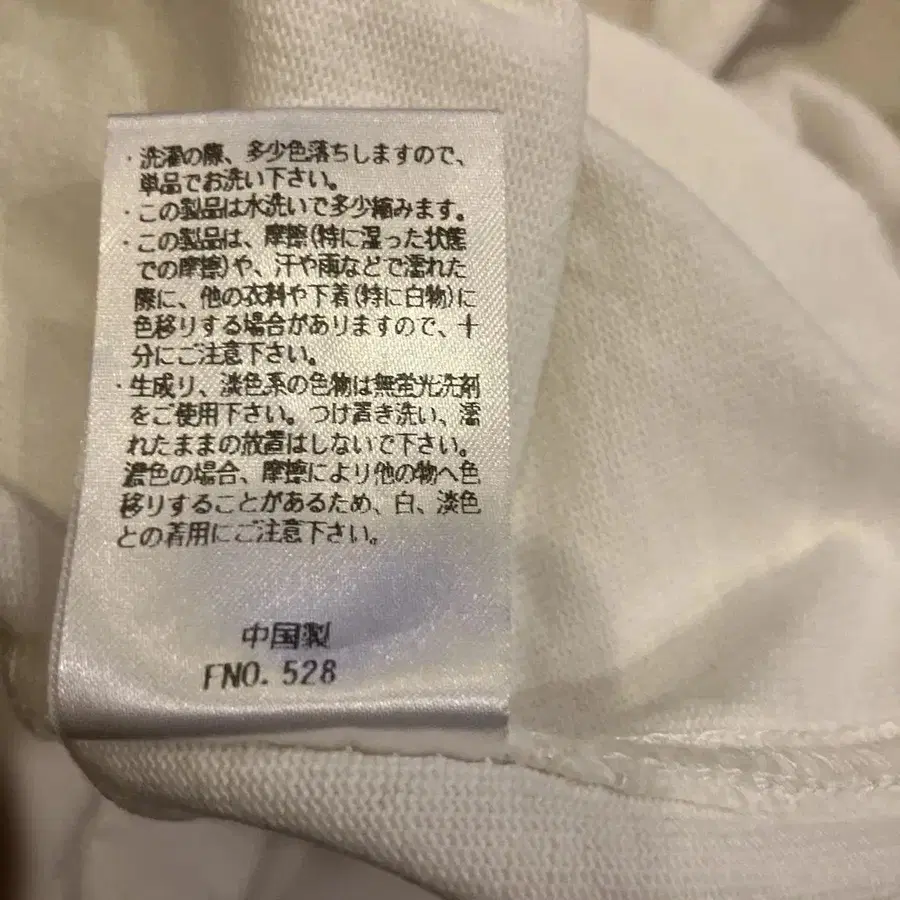 ・洗濯の際、多少色落ちしますので、
単品でお洗い下さい。
・この製品は水洗いで多少縮みます。
・この製品は、摩擦(特に湿った状態
での摩擦)や、汗や雨などで濡れた
際に、他の衣料や下着(特に白物)に
色移りする場合がありますので、十
分にご注意下さい。
・生成り、淡色系の色物は無蛍光洗剤
をご使用下さい。つけ置き洗い、濡
れたままの放置はしないで下さい。
濃色の場合、摩擦により他の物へ色
移りすることがあるため、白、淡色
との着用にご注意下さい。
中国製
FNO. 528